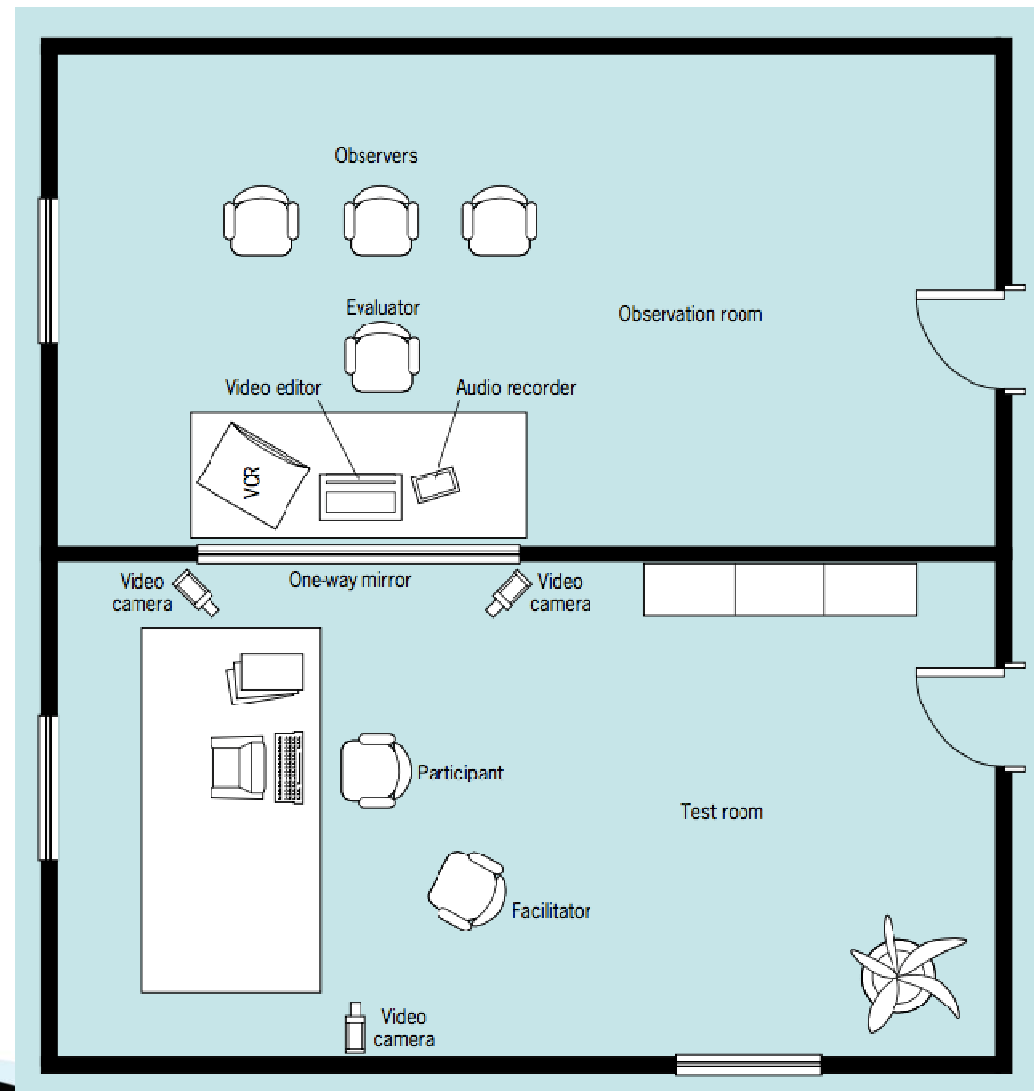 Observers
Evaluator
Observation room
Video editor
Audio recorder
VCR
Video
camera
One-way mirror
Video
camera
Participant
Test room
Facilitator
Video
camera